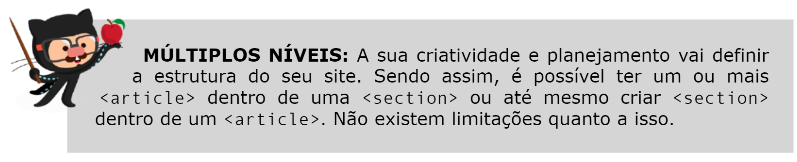 MÚLTIPLOS NÍVEIS: A sua criatividade e planejamento vai definir
a estrutura do seu site. Sendo assim, é possível ter um ou mais
<article> dentro de uma <section> ou até mesmo criar <section>
dentro de um <article>. Não existem limitações quanto a isso.